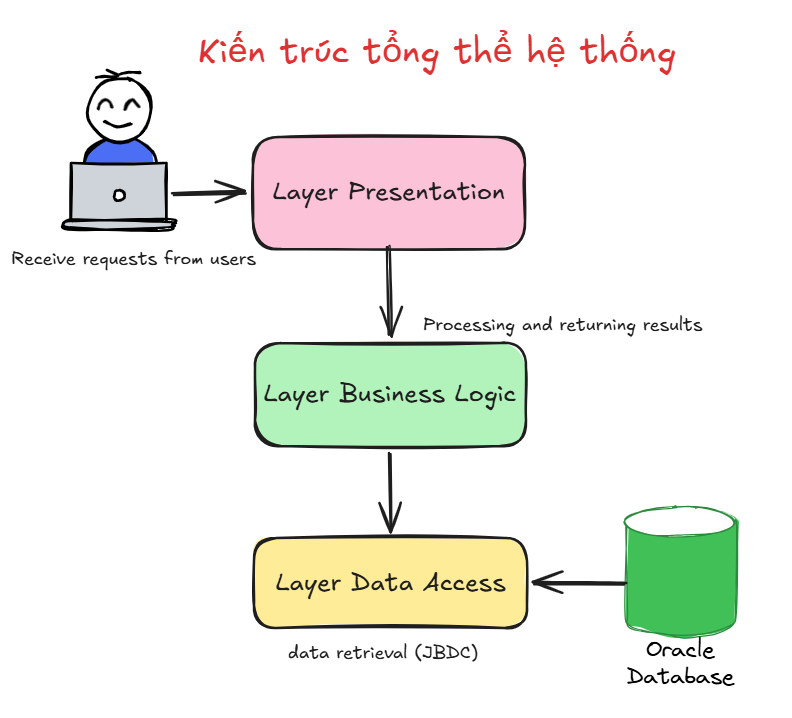 Kiến trúc tổng thể hệ thống
Layer Presentation
Receive requests from users
Processing and returning results
Layer Business Logic
Layer Data Access
data retrieval (JBDC)
Oracle
Database